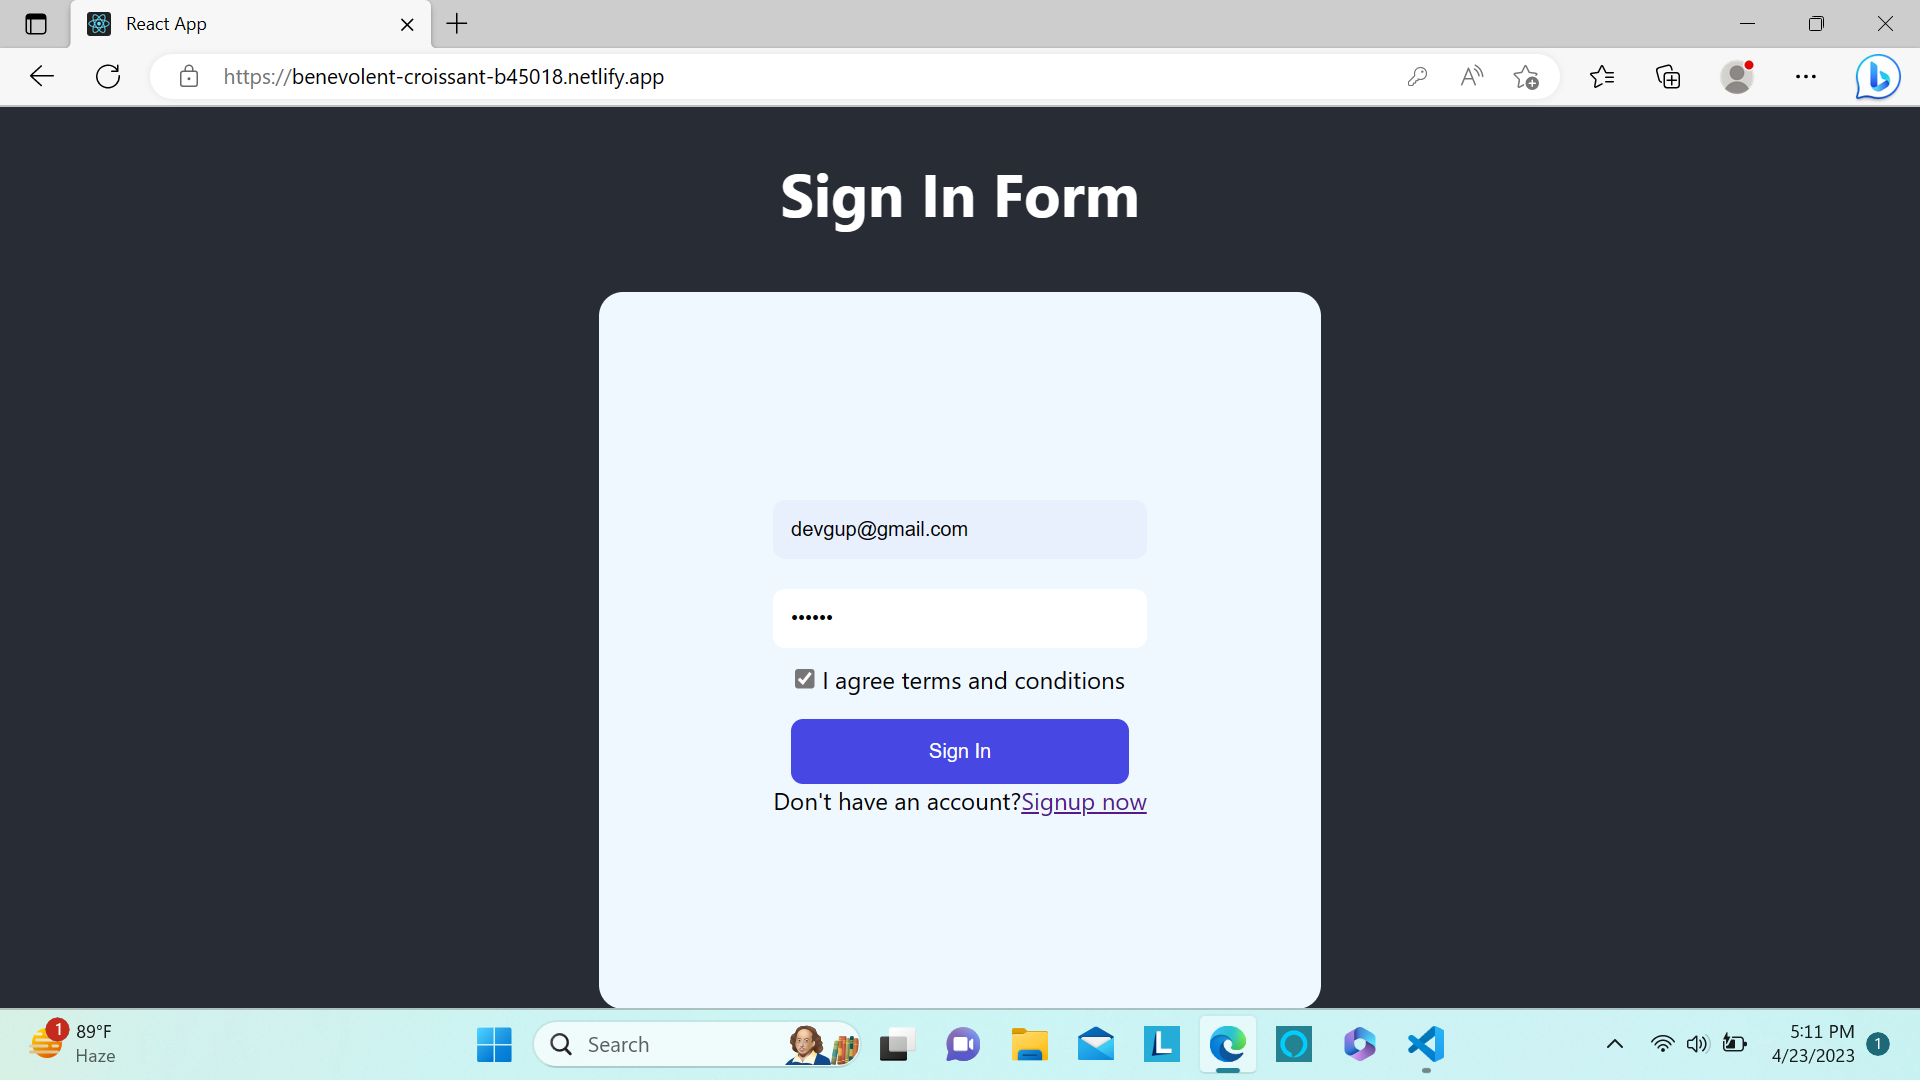 React App
https://benevolent-croissant-b45018.netlify.app
Sign In Form
devgup@gmail.com
••••••
I agree terms and conditions
Sign In
Don't have an account?Signup now
1
89°F
Haze
Search
L
5:11 PM
4/23/2023
1